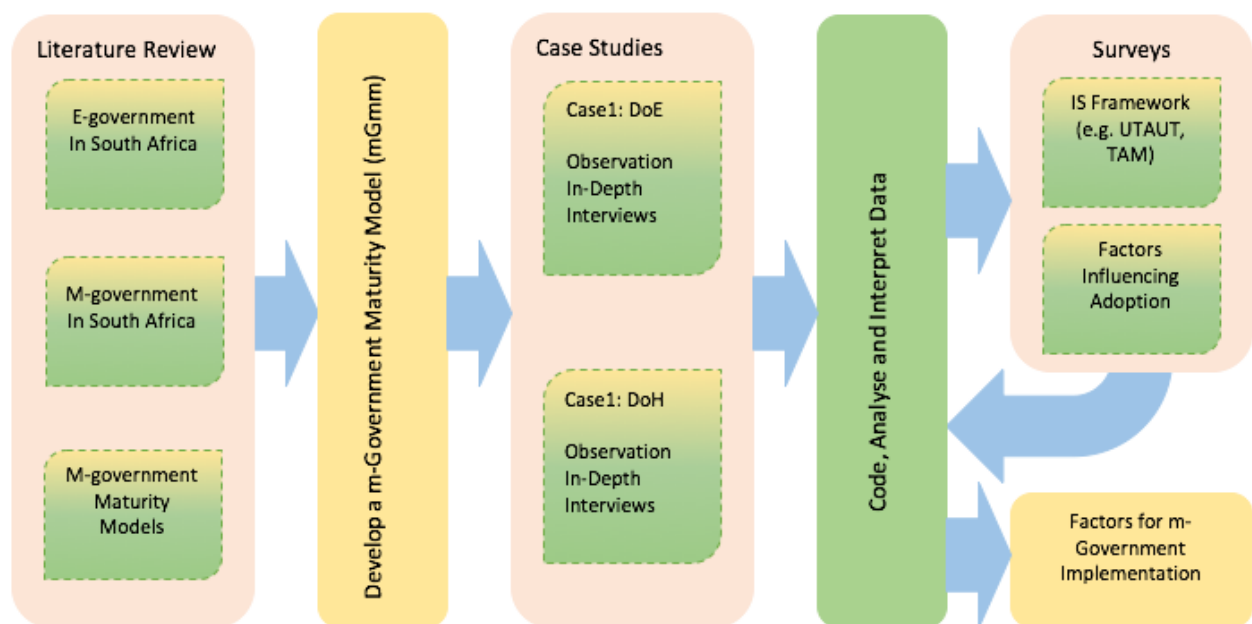 Literature Review
E-government
In South Africa
M-government
In South Africa
M-government
Maturity
Models
Develop a m-Government Maturity Model (mGmm)
Case Studies
Case1: DoE
Observation
In-Depth
Interviews
Case1: DoH
Observation
In-Depth
Interviews
Code, Analyse and Interpret Data
Surveys
IS Framework
(e.g. UTAUT,
TAM)
Factors
Influencing
Adoption
Factors for m-
Government
Implementation